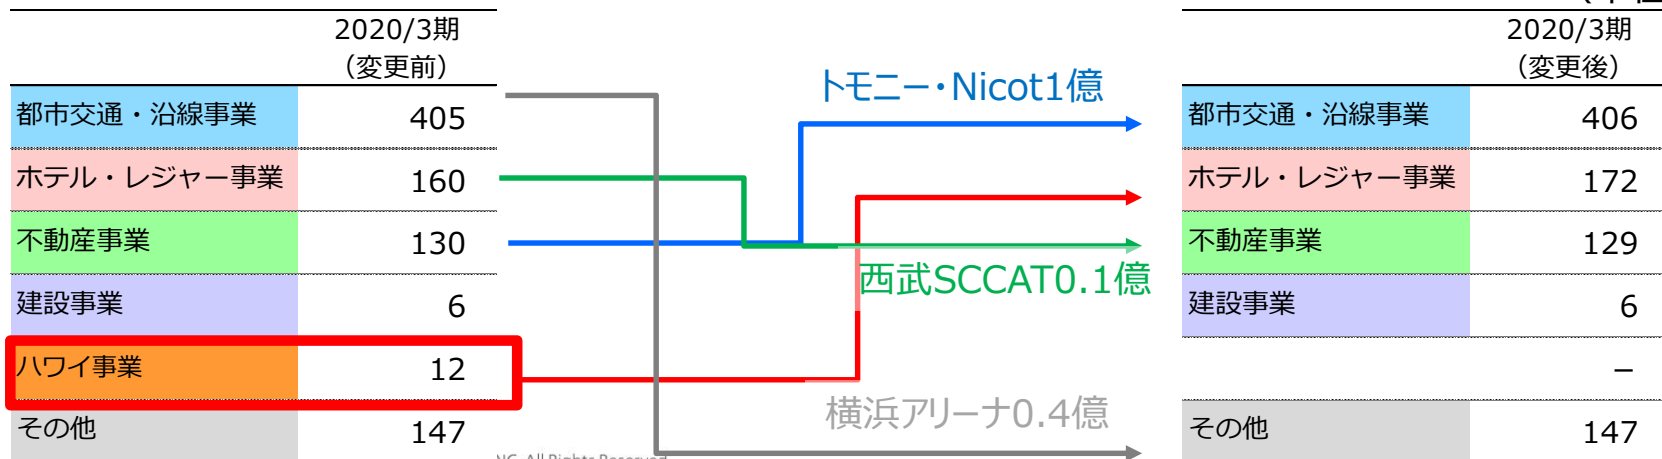 2020/3期
（変更前）
都市交通・沿線事業 405
ホテル・レジャー事業 160
不動産事業 130
建設事業 6
ハワイ事業 12
その他 147
トモニー・Nicot1億
西武SCCAT0.1億
横浜アリーナ0.4億
All Rights Reserved
2020/3期
（変更後）
都市交通・沿線事業 406
ホテル・レジャー事業 172
不動産事業 129
建設事業 6
–
その他 147